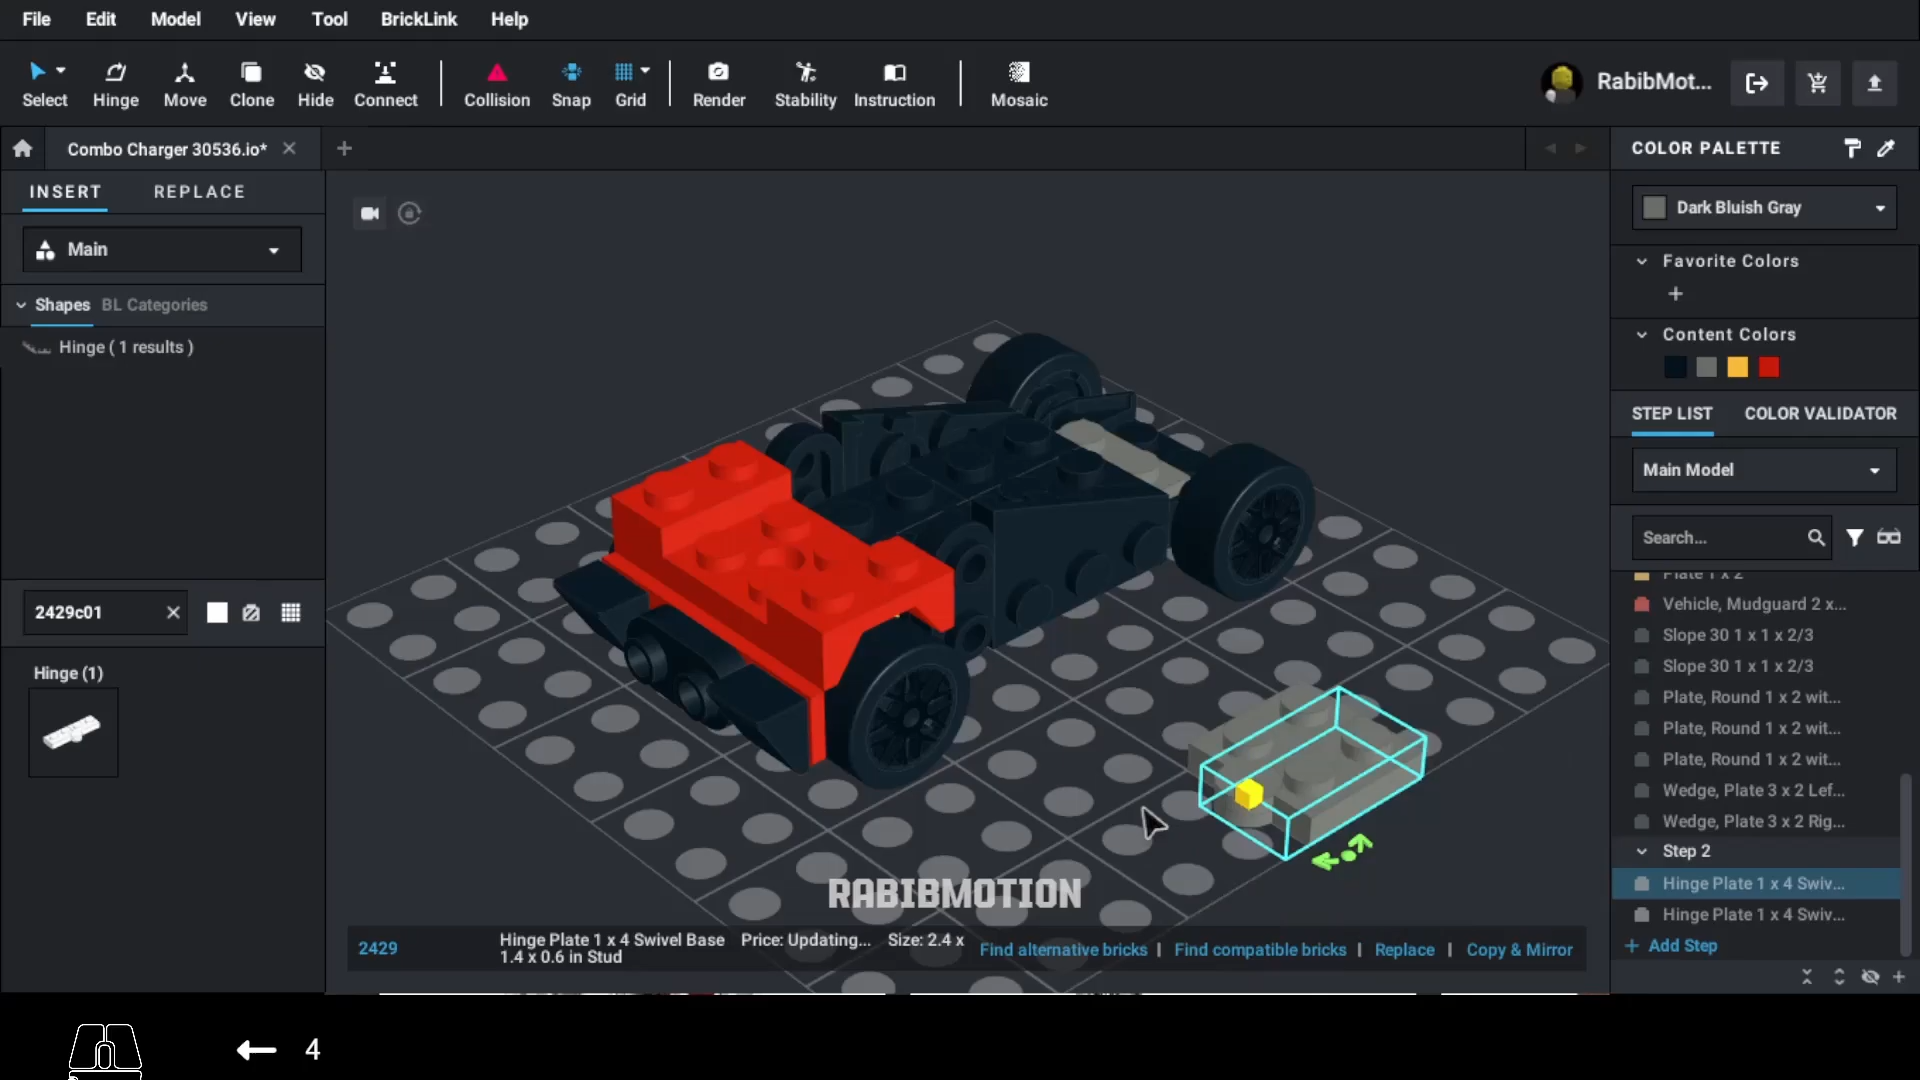 File Edit Model View Tool BrickLink Help
Select Hinge Move Clone Hide Connect Collision Snap Grid Render Stability Instruction Mosaic RabibMot...
Combo Charger 30536.io*
COLOR PALETTE
INSERT REPLACE
Dark Bluish Gray
Main
Favorite Colors
Shapes BL Categories
Content Colors
Hinge ( 1 results )
STEP LIST COLOR VALIDATOR
Main Model
Search...
Plate 1 x 2
Vehicle, Mudguard 2 x...
2429c01
Slope 30 1 x 1 x 2/3
Slope 30 1 x 1 x 2/3
Hinge (1)
Plate, Round 1 x 2 wit...
Plate, Round 1 x 2 wit...
Plate, Round 1 x 2 wit...
Wedge, Plate 3 x 2 Lef...
Wedge, Plate 3 x 2 Rig...
Step 2
Hinge Plate 1 x 4 Swiv...
Hinge Plate 1 x 4 Swiv...
Add Step
RABIBMOTION
2429 Hinge Plate 1 x 4 Swivel Base Price: Updating... Size: 2.4 x
1.4 x 0.6 in Stud
Find alternative bricks | Find compatible bricks | Replace | Copy & Mirror
4